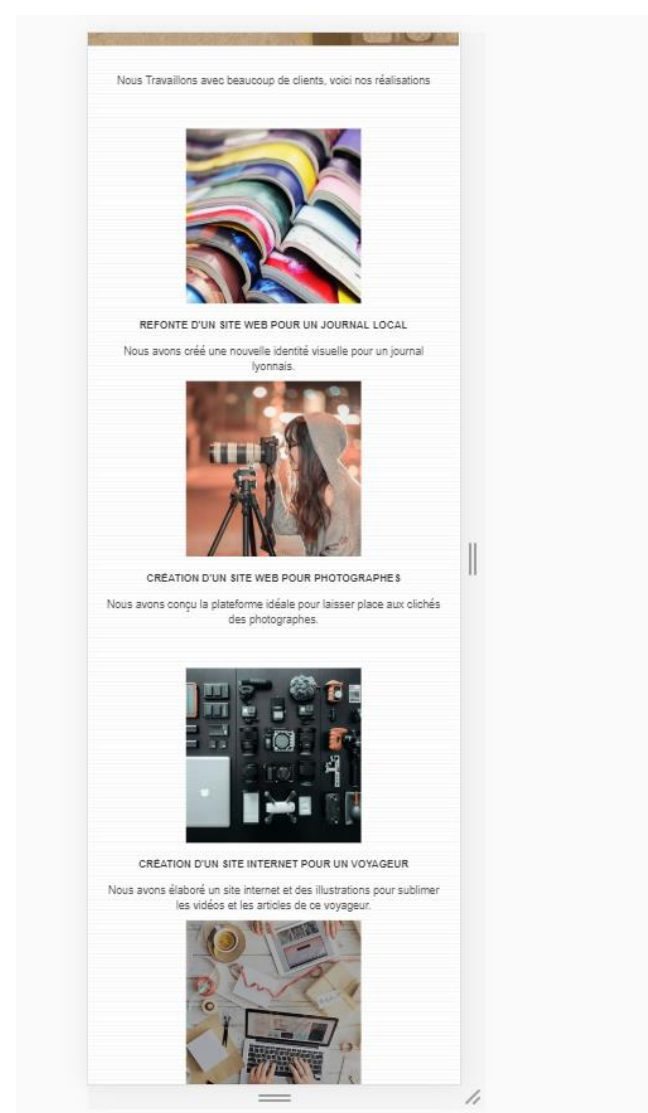 Nous Travaillons avec beaucoup de clients, voici nos réalisations
REFONTE D'UN SITE WEB POUR UN JOURNAL LOCAL
Nous avons créé une nouvelle identité visuelle pour un journal
lyonnais.
CRÉATION D'UN SITE WEB POUR PHOTOGRAPHES
Nous avons conçu la plateforme idéale pour laisser place aux clichés
des photographes.
CRÉATION D'UN SITE INTERNET POUR UN VOYAGEUR
Nous avons élaboré un site internet et des illustrations pour sublimer
les vidéos et les articles de ce voyageur.